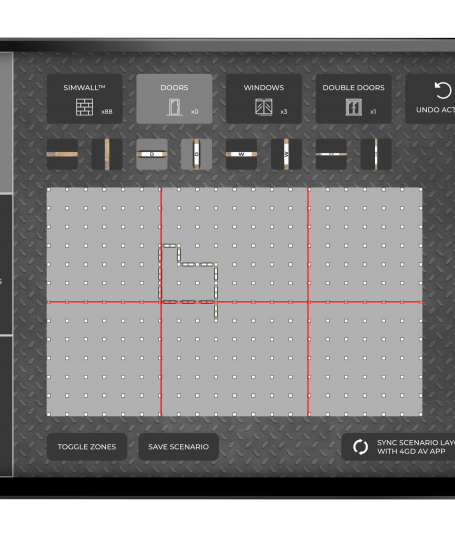 SIMWALL™
x88
DOORS
x0
WINDOWS
x3
DOUBLE DOORS
x1
UNDO ACT
D
D
W
W
S
TOGGLE ZONES
SAVE SCENARIO
SYNC SCENARIO LAY
WITH 4GD AV APP